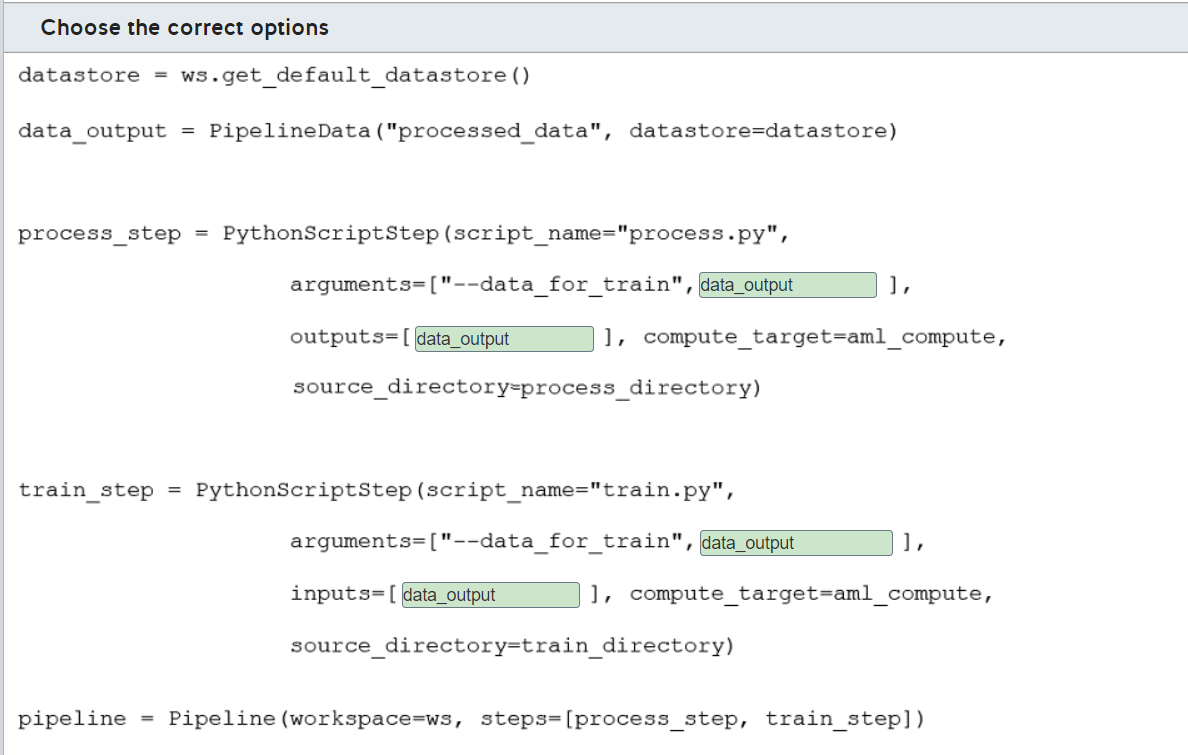 Choose the correct options
datastore = ws.get_default_datastore()
data_output = PipelineData("processed_data", datastore=datastore)
process_step = PythonScriptStep(script_name="process.py",
arguments=["--data_for_train", data_output ],
outputs=[ data_output ], compute_target=aml_compute,
source_directory=process_directory)
train_step = PythonScriptStep(script_name="train.py",
arguments=["--data_for_train", data_output ],
inputs=[ data_output ], compute_target=aml_compute,
source_directory=train_directory)
pipeline = Pipeline(workspace=ws, steps=[process_step, train_step])